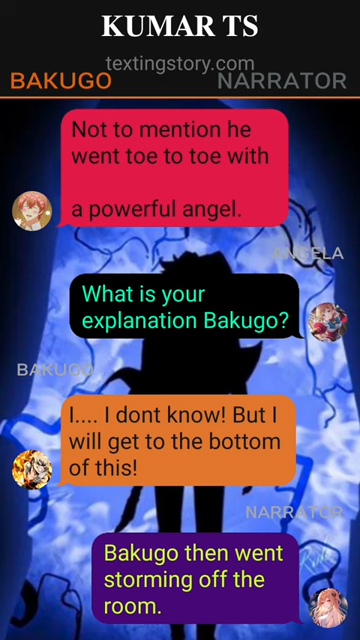 KUMAR TS
textingstory.com
BAKUGO NARRATOR
Not to mention he
went toe to toe with
a powerful angel.
ANGELA
What is your
explanation Bakugo?
BAKUGO
I.... I dont know! But I
will get to the bottom
of this!
NARRATOR
Bakugo then went
storming off the
room.